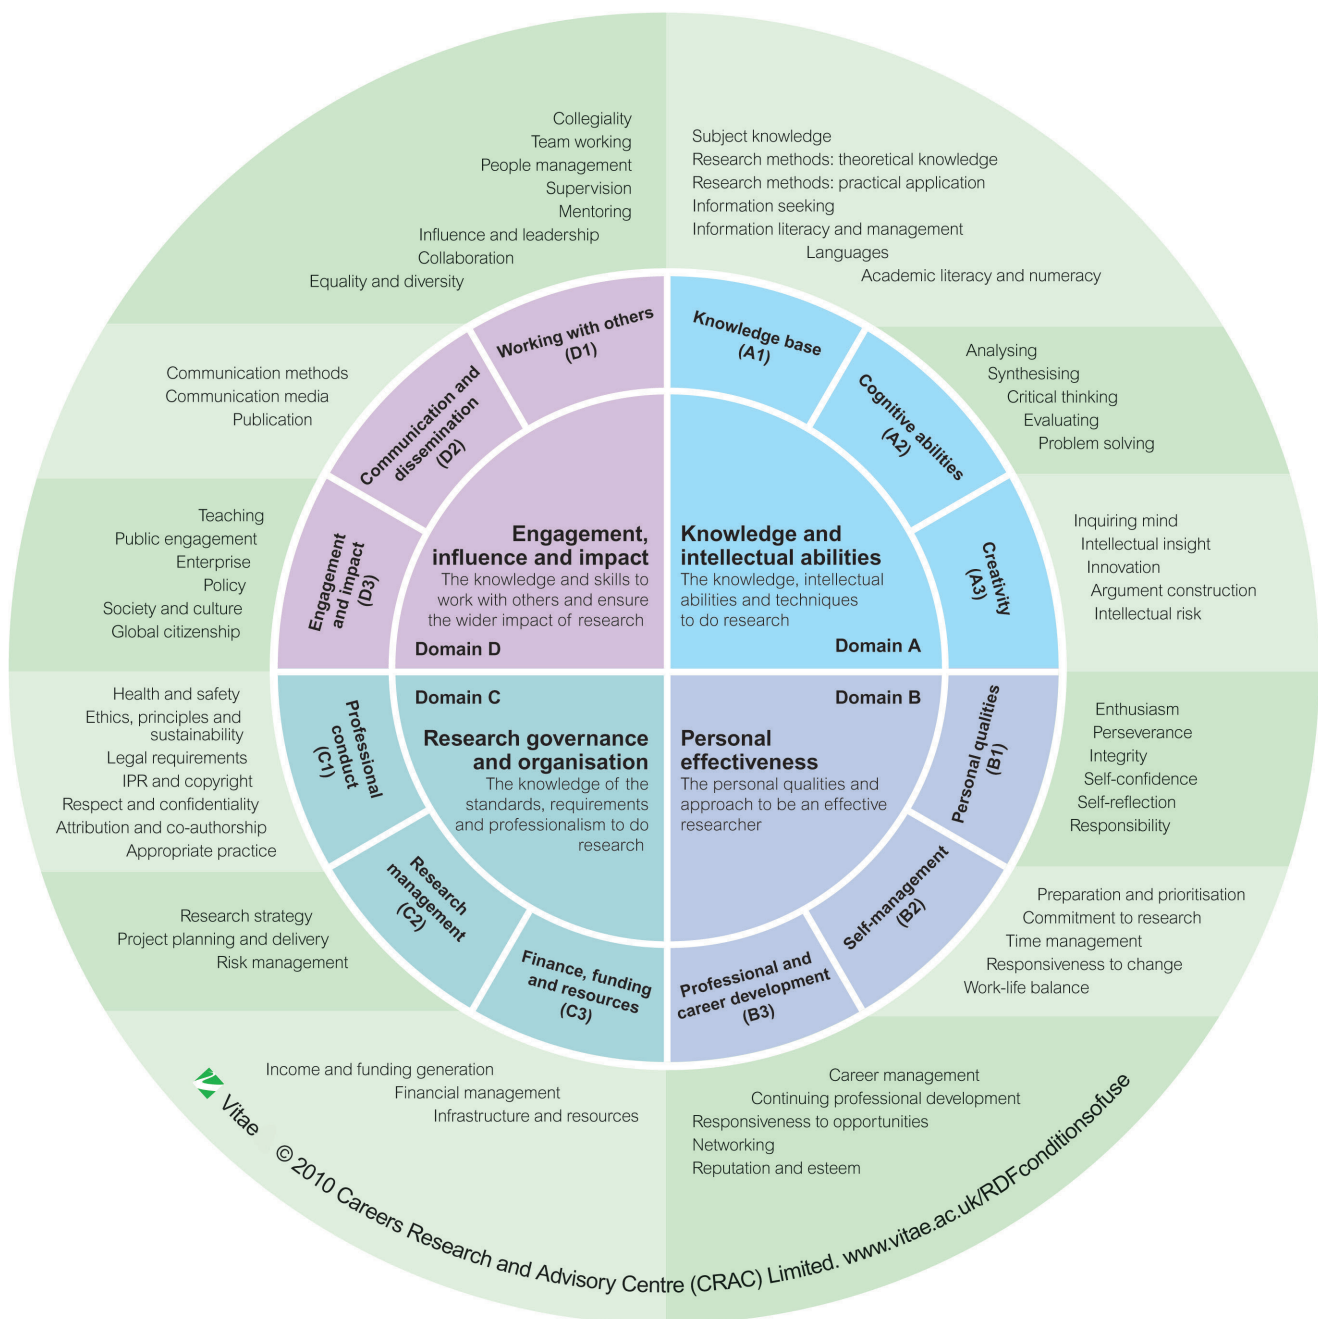 Collegiality
Team working
People management
Supervision
Mentoring
Influence and leadership
Collaboration
Equality and diversity
Subject knowledge
Research methods: theoretical knowledge
Research methods: practical application
Information seeking
Information literacy and management
Languages
Academic literacy and numeracy
Working with others
(D1)
Knowledge base
(A1)
Communication methods
Communication media
Publication
Communication and
dissemination
(D2)
Cognitive abilities
(A2)
Analysing
Synthesising
Critical thinking
Evaluating
Problem solving
Teaching
Public engagement
Enterprise
Policy
Society and culture
Global citizenship
Engagement
and impact
(D3)
Engagement,
influence and impact
The knowledge and skills to
work with others and ensure
the wider impact of research
Domain D
Knowledge and
intellectual abilities
The knowledge, intellectual
abilities and techniques
to do research
Domain A
Creativity
(A3)
Inquiring mind
Intellectual insight
Innovation
Argument construction
Intellectual risk
Health and safety
Ethics, principles and
sustainability
Legal requirements
IPR and copyright
Respect and confidentiality
Attribution and co-authorship
Appropriate practice
Professional
conduct
(C1)
Domain C
Research governance
and organisation
The knowledge of the
standards, requirements
and professionalism to do
research
Domain B
Personal
effectiveness
The personal qualities and
approach to be an effective
researcher
Personal qualities
(B1)
Enthusiasm
Perseverance
Integrity
Self-confidence
Self-reflection
Responsibility
Research strategy
Project planning and delivery
Risk management
Research
management
(C2)
Self-management
(B2)
Preparation and prioritisation
Commitment to research
Time management
Responsiveness to change
Work-life balance
Finance, funding
and resources
(C3)
Professional and
career development
(B3)
Income and funding generation
Financial management
Infrastructure and resources
Career management
Continuing professional development
Responsiveness to opportunities
Networking
Reputation and esteem
Vitae © 2010 Careers Research and Advisory Centre (CRAC) Limited. www.vitae.ac.uk/RDFconditionsofuse